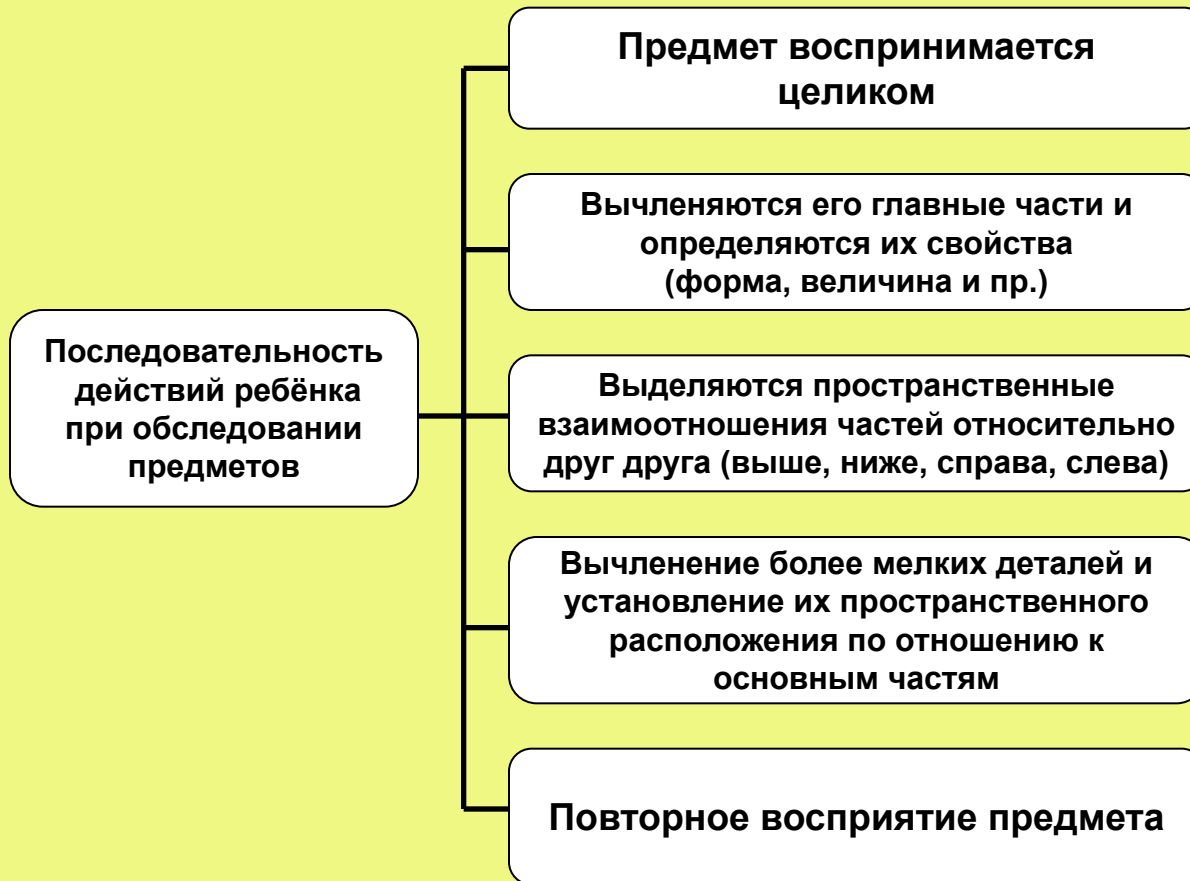 Последовательность
действий ребёнка
при обследовании
предметов
Предмет воспринимается
целиком
Вычленяются его главные части и
определяются их свойства
(форма, величина и пр.)
Выделяются пространственные
взаимоотношения частей относительно
друг друга (выше, ниже, справа, слева)
Вычленение более мелких деталей и
установление их пространственного
расположения по отношению к
основным частям
Повторное восприятие предмета